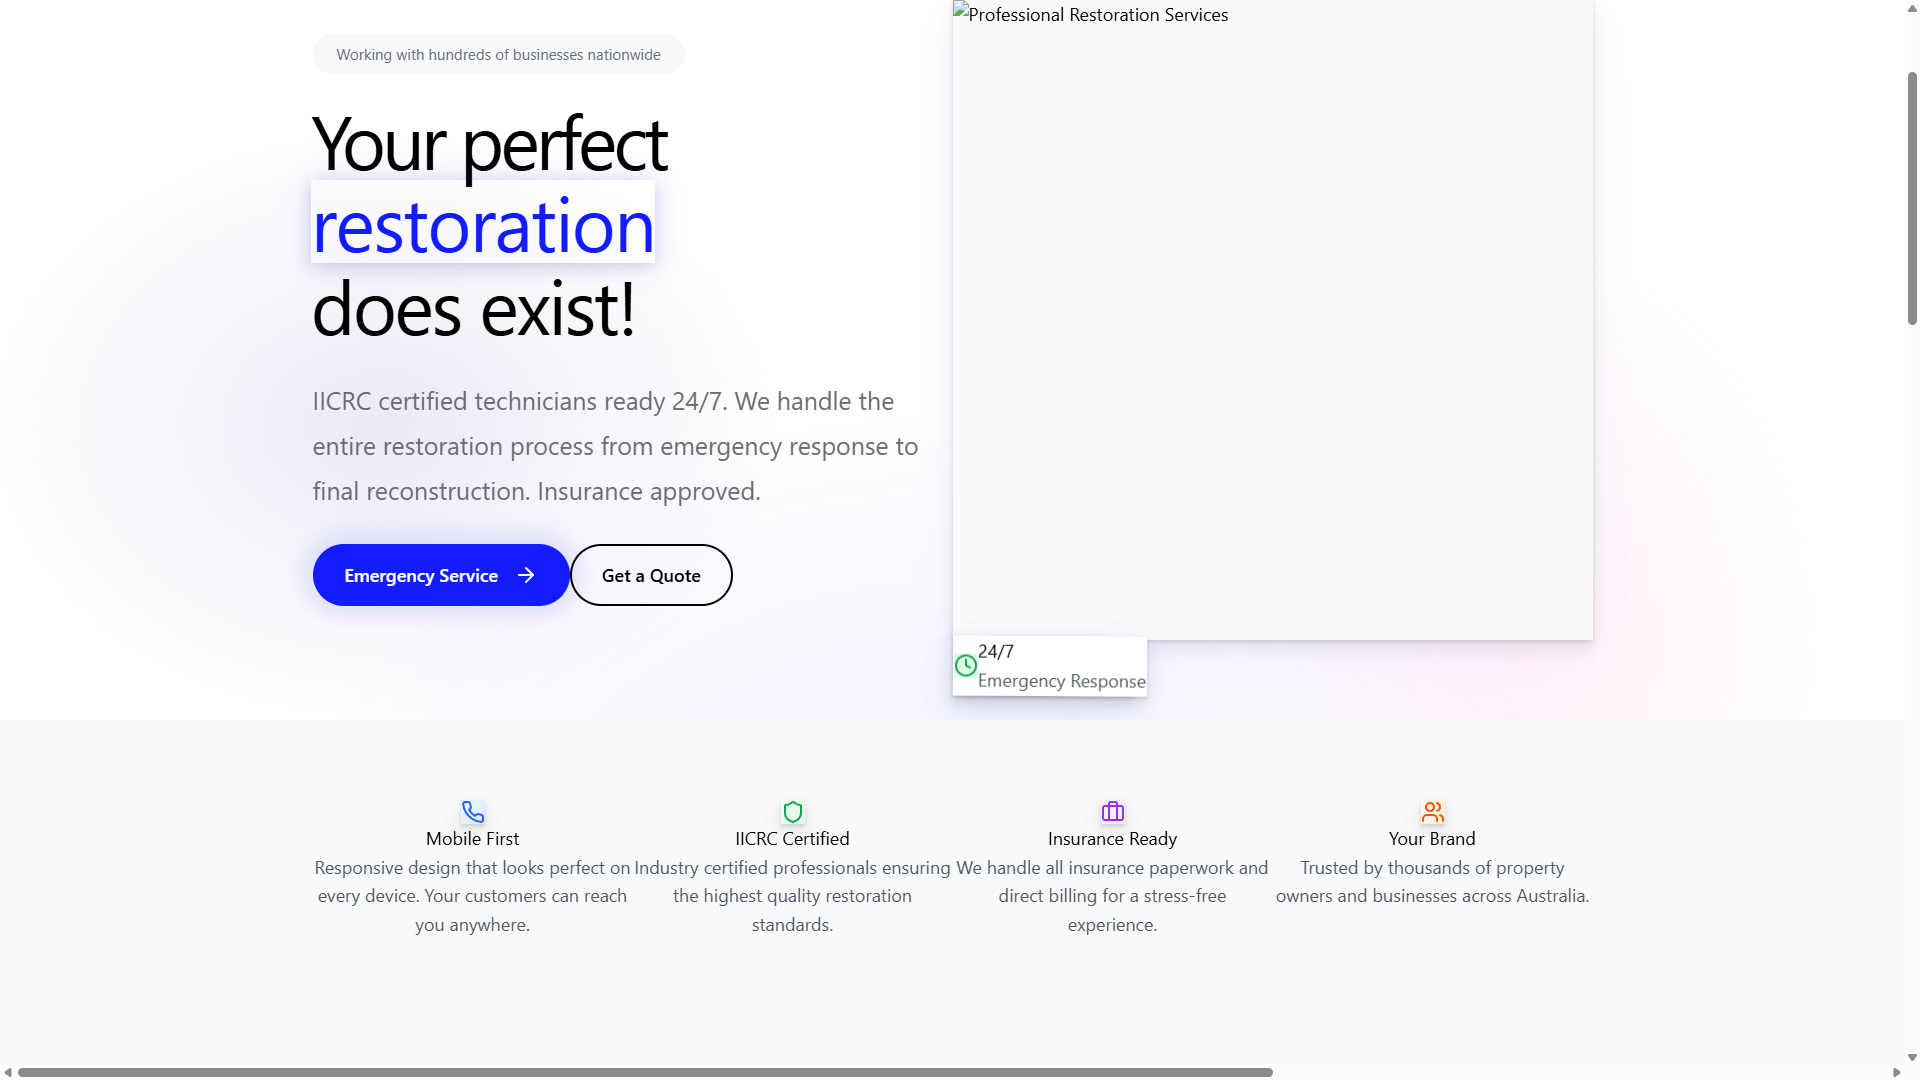 Working with hundreds of businesses nationwide
Your perfect
restoration
does exist!
IICRC certified technicians ready 24/7. We handle the
entire restoration process from emergency response to
final reconstruction. Insurance approved.
Emergency Service
Get a Quote
Professional Restoration Services
24/7
Emergency Response
Mobile First
Responsive design that looks perfect on
every device. Your customers can reach
you anywhere.
IICRC Certified
Industry certified professionals ensuring
the highest quality restoration
standards.
Insurance Ready
We handle all insurance paperwork and
direct billing for a stress-free
experience.
Your Brand
Trusted by thousands of property
owners and businesses across Australia.